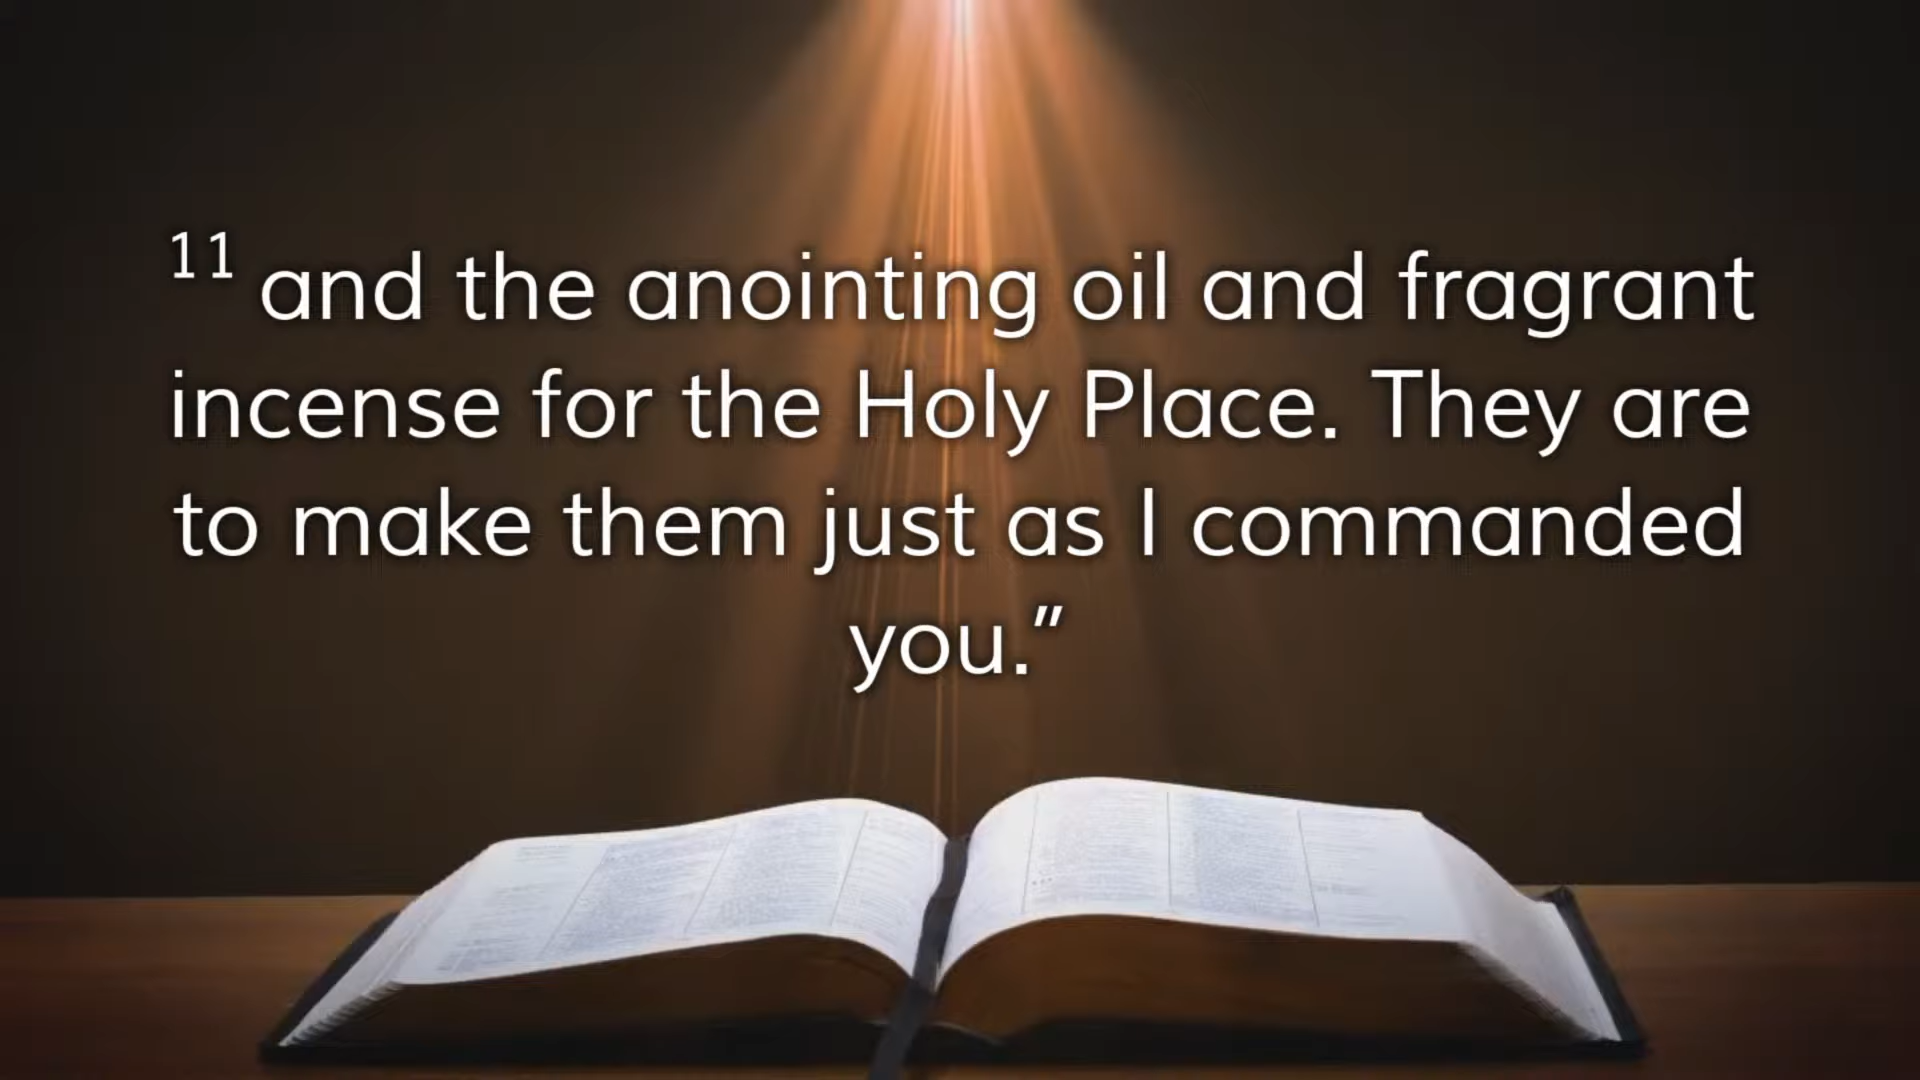 11 and the anointing oil and fragrant
incense for the Holy Place. They are
to make them just as I commanded
you.”